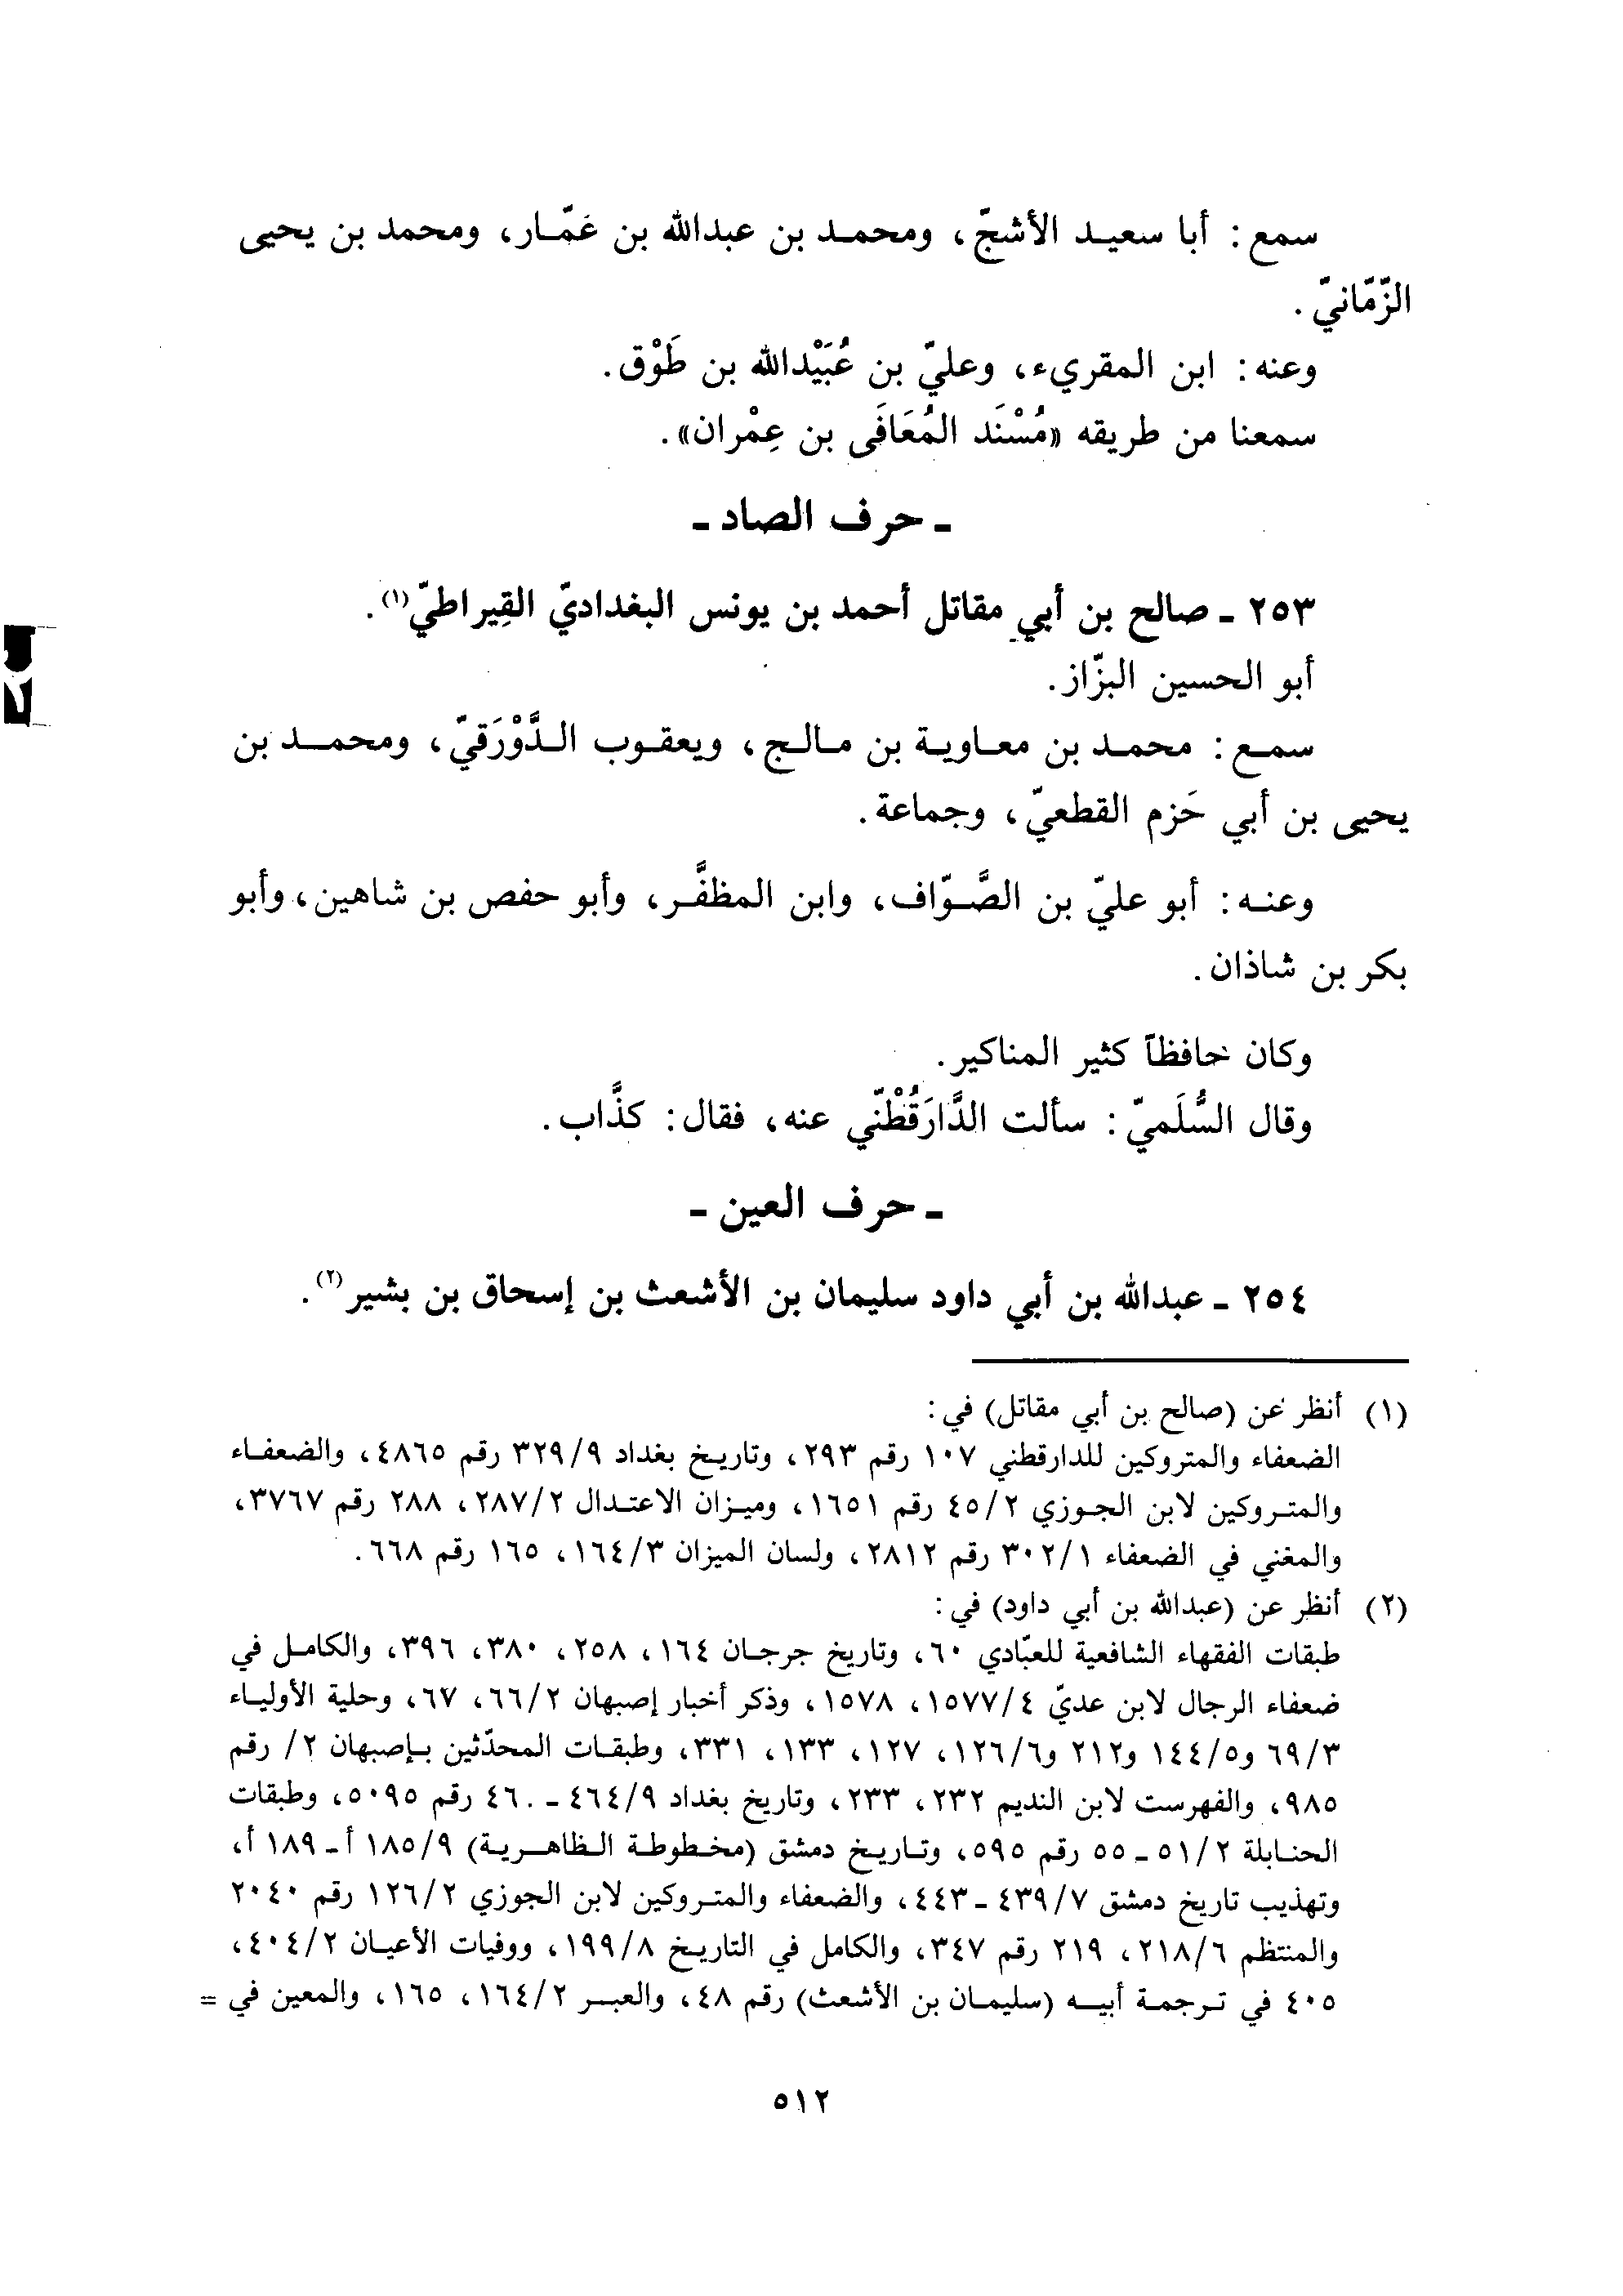 سمع: أبا سعيد الأشجّ، ومحمد بن عبدالله بن عَمّار، ومحمد بن يحيى
الزّمّانيّ.
وعنه: ابن المقريء، وعليّ بن عُبَيْدالله بن طَوْق.
سمعنا من طريقه «مُسْنَد المُعَافَى بن عِمْران».
ـ حرف الصاد ـ
٢٥٣ ـ صالح بن أبي مقاتل أحمد بن يونس البغداديّ القِيراطيّ(١).
أبو الحسين البزّاز.
سمع: محمد بن معاوية بن مالج، ويعقوب الدَّوْرَقيّ، ومحمد بن
يحيى بن أبي حَزم القطعيّ، وجماعة.
وعنه: أبو عليّ بن الصَّوّاف، وابن المظفَّر، وأبو حفص بن شاهين، وأبو
بكر بن شاذان.
وكان حافظاً كثير المناكير.
وقال السُّلَميّ: سألت الدَّارَقُطْنّي عنه، فقال: كذَّاب.
ـ حرف العين ـ
٢٥٤ ـ عبدالله بن أبي داود سليمان بن الأشعث بن إسحاق بن بشير(٢).
(١) أنظر عن (صالح بن أبي مقاتل) في:
الضعفاء والمتروكين للدارقطني ١٠٧ رقم ٢٩٣، وتاريخ بغداد ٣٢٩/٩ رقم ٤٨٦٥، والضعفاء
والمتروكين لابن الجوزي ٤٥/٢ رقم ١٦٥١، وميزان الاعتدال ٢٨٧/٢، ٢٨٨ رقم ٣٧٦٧،
والمغني في الضعفاء ٣٠٢/١ رقم ٢٨١٢، ولسان الميزان ١٦٤/٣، ١٦٥ رقم ٦٦٨.
(٢) أنظر عن (عبدالله بن أبي داود) في:
طبقات الفقهاء الشافعية للعبّادي ٦٠، وتاريخ جرجان ١٦٤، ٢٥٨، ٣٨٠، ٣٩٦، والكامل في
ضعفاء الرجال لابن عديّ ١٥٧٧/٤، ١٥٧٨، وذكر أخبار إصبهان ٦٦/٢، ٦٧، وحلية الأولياء
٦٩/٣ و١٤٤/٥ و٢١٢ و١٢٦/٦، ١٢٧، ١٣٣، ٣٣١، وطبقات المحدّثين بإصبهان ٢/ رقم
٩٨٥، والفهرست لابن النديم ٢٣٢، ٢٣٣، وتاريخ بغداد ٤٦٤/٩ ـ ٤٦٠ رقم ٥٠٩٥، وطبقات
الحنابلة ٥١/٢ ـ ٥٥ رقم ٥٩٥، وتاريخ دمشق (مخطوطة الظاهرية) ١٨٥/٩ أ ـ ١٨٩ أ،
وتهذيب تاريخ دمشق ٤٣٩/٧ ـ ٤٤٣، والضعفاء والمتروكين لابن الجوزي ١٢٦/٢ رقم ٢٠٤٠
والمنتظم ٢١٨/٦، ٢١٩ رقم ٣٤٧، والكامل في التاريخ ١٩٩/٨، ووفيات الأعيان ٤٠٤/٢،
٤٠٥ في ترجمة أبيه (سليمان بن الأشعث) رقم ٤٨، والعبر ١٦٤/٢، ١٦٥، والمعين في =
٥١٢